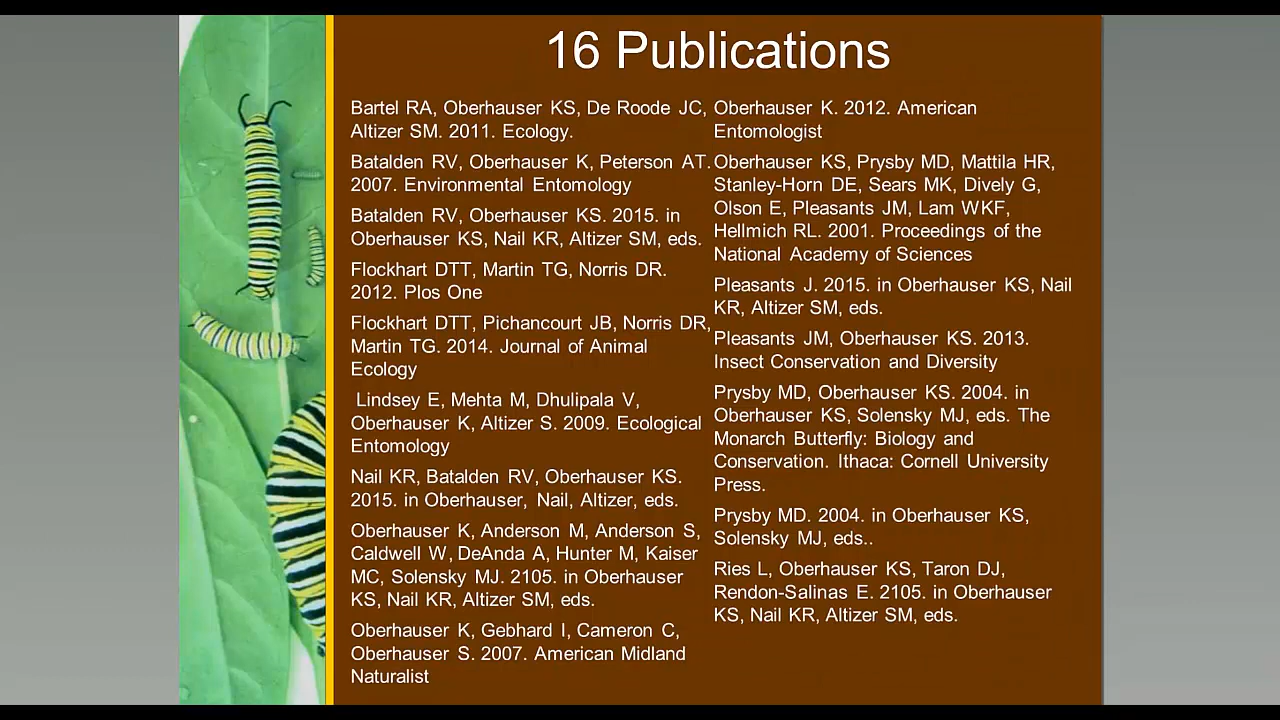 16 Publications
Bartel RA, Oberhauser KS, De Roode JC,
Altizer SM. 2011. Ecology.
Batalden RV, Oberhauser K, Peterson AT.
2007. Environmental Entomology
Batalden RV, Oberhauser KS. 2015. in
Oberhauser KS, Nail KR, Altizer SM, eds.
Flockhart DTT, Martin TG, Norris DR.
2012. Plos One
Flockhart DTT, Pichancourt JB, Norris DR,
Martin TG. 2014. Journal of Animal
Ecology
Lindsey E, Mehta M, Dhulipala V,
Oberhauser K, Altizer S. 2009. Ecological
Entomology
Nail KR, Batalden RV, Oberhauser KS.
2015. in Oberhauser, Nail, Altizer, eds.
Oberhauser K, Anderson M, Anderson S,
Caldwell W, DeAnda A, Hunter M, Kaiser
MC, Solensky MJ. 2105. in Oberhauser
KS, Nail KR, Altizer SM, eds.
Oberhauser K, Gebhard I, Cameron C,
Oberhauser S. 2007. American Midland
Naturalist
Oberhauser K. 2012. American
Entomologist
Oberhauser KS, Prysby MD, Mattila HR,
Stanley-Horn DE, Sears MK, Dively G,
Olson E, Pleasants JM, Lam WKF,
Hellmich RL. 2001. Proceedings of the
National Academy of Sciences
Pleasants J. 2015. in Oberhauser KS, Nail
KR, Altizer SM, eds.
Pleasants JM, Oberhauser KS. 2013.
Insect Conservation and Diversity
Prysby MD, Oberhauser KS. 2004. in
Oberhauser KS, Solensky MJ, eds. The
Monarch Butterfly: Biology and
Conservation. Ithaca: Cornell University
Press.
Prysby MD. 2004. in Oberhauser KS,
Solensky MJ, eds..
Ries L, Oberhauser KS, Taron DJ,
Rendon-Salinas E. 2105. in Oberhauser
KS, Nail KR, Altizer SM, eds.